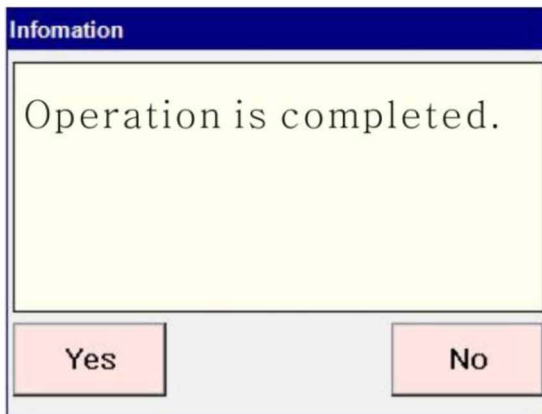 Infomation
Operation is completed.
Yes
No